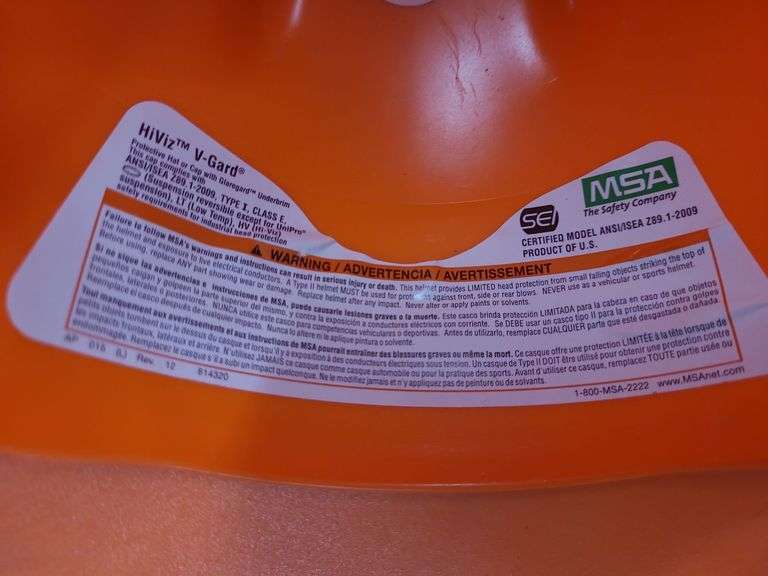 HiViz™ V-Gard®
Protective Hat or Cap with Glaregard™ Underbrim
This cap complies with
ANSI/ISEA Z89.1-2009, TYPE I, CLASS E,
(Suspension reversible except for UniPro®
suspension), LT (Low Temp), HV (Hi-Viz)
safety requirements for industrial head protection
MSA
The Safety Company
SEI
CERTIFIED MODEL ANSI/ISEA Z89.1-2009
PRODUCT OF U.S.
WARNING / ADVERTENCIA / AVERTISSEMENT
Failure to follow MSA's warnings and instructions can result in serious injury or death. This helmet provides LIMITED head protection from small falling objects striking the top of
the helmet and exposure to live electrical conductors. A Type II helmet MUST be used for protection against front, side or rear blows. NEVER use as a vehicular or sports helmet.
Before using, replace ANY part showing wear or damage. Replace helmet after any impact. Never alter or apply paints or solvents.
Si ne sique las advertencias e instrucciones de MSA, puede causarle lesiones graves o la muerte. Este casco brinda protección LIMITADA para la cabeza en caso de que objetos
pequeños caigan y golpeen la parte superior de este mismo, y contra la exposición a conductores eléctricos con corriente. Se DEBE usar un casco tipo II para la protección contra golpes
frontales, laterales o posteriores. NUNCA utilice este casco para competencias vehiculares o deportivas. Antes de utilizarlo, reemplace CUALQUIER parte que esté desgastada o dañada.
Reemplace el casco después de cualquier impacto. Nunca altere ni le aplique pintura o solvente.
Tout manquement aux avertissements et aux instructions de MSA pourrait entraîner des blessures graves ou même la mort. Ce casque offre une protection LIMITÉE à la tête lorsque de
petits objets tombent sur le dessus du casque et lorsqu'il y a exposition à des conducteurs électriques sous tension. Un casque de Type II DOIT être utilisé pour obtenir une protection contre
les impacts frontaux, latéraux et arrière. N'utilisez JAMAIS ce casque comme casque automobile ou pour la pratique des sports. Avant d'utiliser ce casque, remplacez TOUTE partie usée ou
endommagée. Remplacez le casque s'il a subi un impact quelconque. Ne le modifiez jamais et n'y appliquez pas de peinture ou de solvants.
AP 016 6J Rev. 12 814320
1-800-MSA-2222 www.MSAnet.com